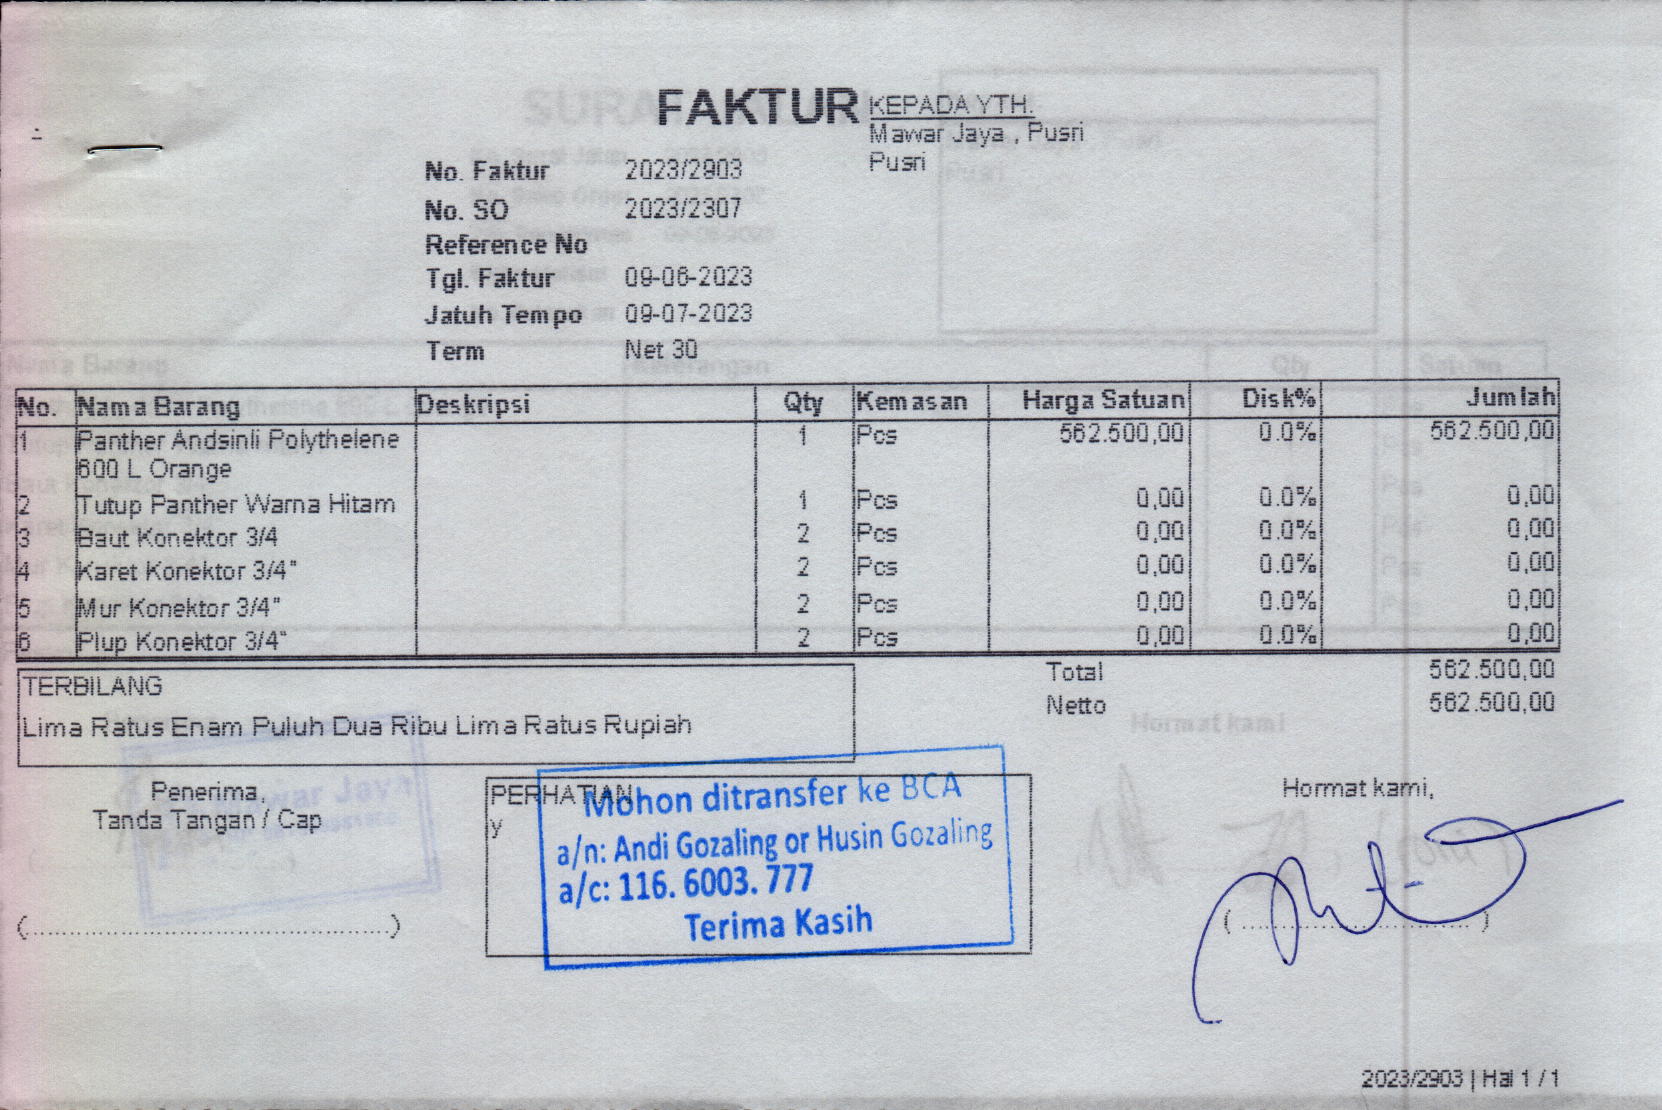 FAKTUR
KEPADA YTH.
Mawar Jaya , Pusri
Pusri
No. Faktur 2023/2903
No. SO 2023/2307
Reference No
Tgl. Faktur 09-06-2023
Jatuh Tempo 09-07-2023
Term Net 30
No. Nama Barang Deskripsi Qty Kemasan Harga Satuan Disk% Jumlah
1 Panther Andsinli Polythelene 1 Pcs 562.500,00 0.0% 562.500,00
600 L Orange
2 Tutup Panther Warna Hitam 1 Pcs 0,00 0.0% 0,00
3 Baut Konektor 3/4 2 Pcs 0,00 0.0% 0,00
4 Karet Konektor 3/4" 2 Pcs 0,00 0.0% 0,00
5 Mur Konektor 3/4" 2 Pcs 0,00 0.0% 0,00
6 Plup Konektor 3/4" 2 Pcs 0,00 0.0% 0,00
Total 562.500,00
Netto 562.500,00
TERBILANG
Lima Ratus Enam Puluh Dua Ribu Lima Ratus Rupiah
Penerima,
Tanda Tangan / Cap
(..........................................)
PERHATIAN
y
Mohon ditransfer ke BCA
a/n: Andi Gozaling or Husin Gozaling
a/c: 116. 6003. 777
Terima Kasih
Hormat kami,
( ............................ )
2023/2903 | Hal 1 / 1